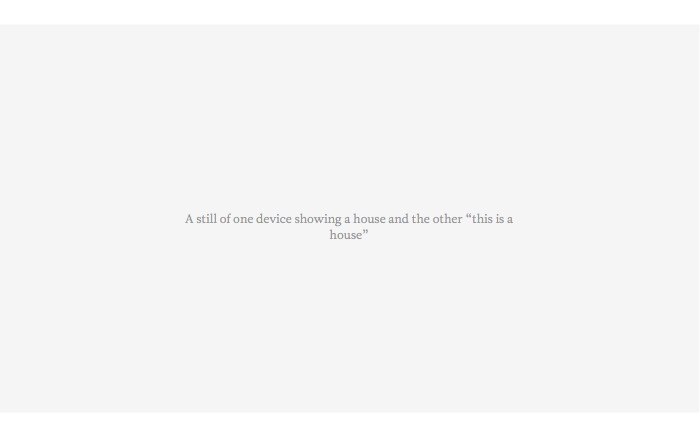 A still of one device showing a house and the other “this is a
house”